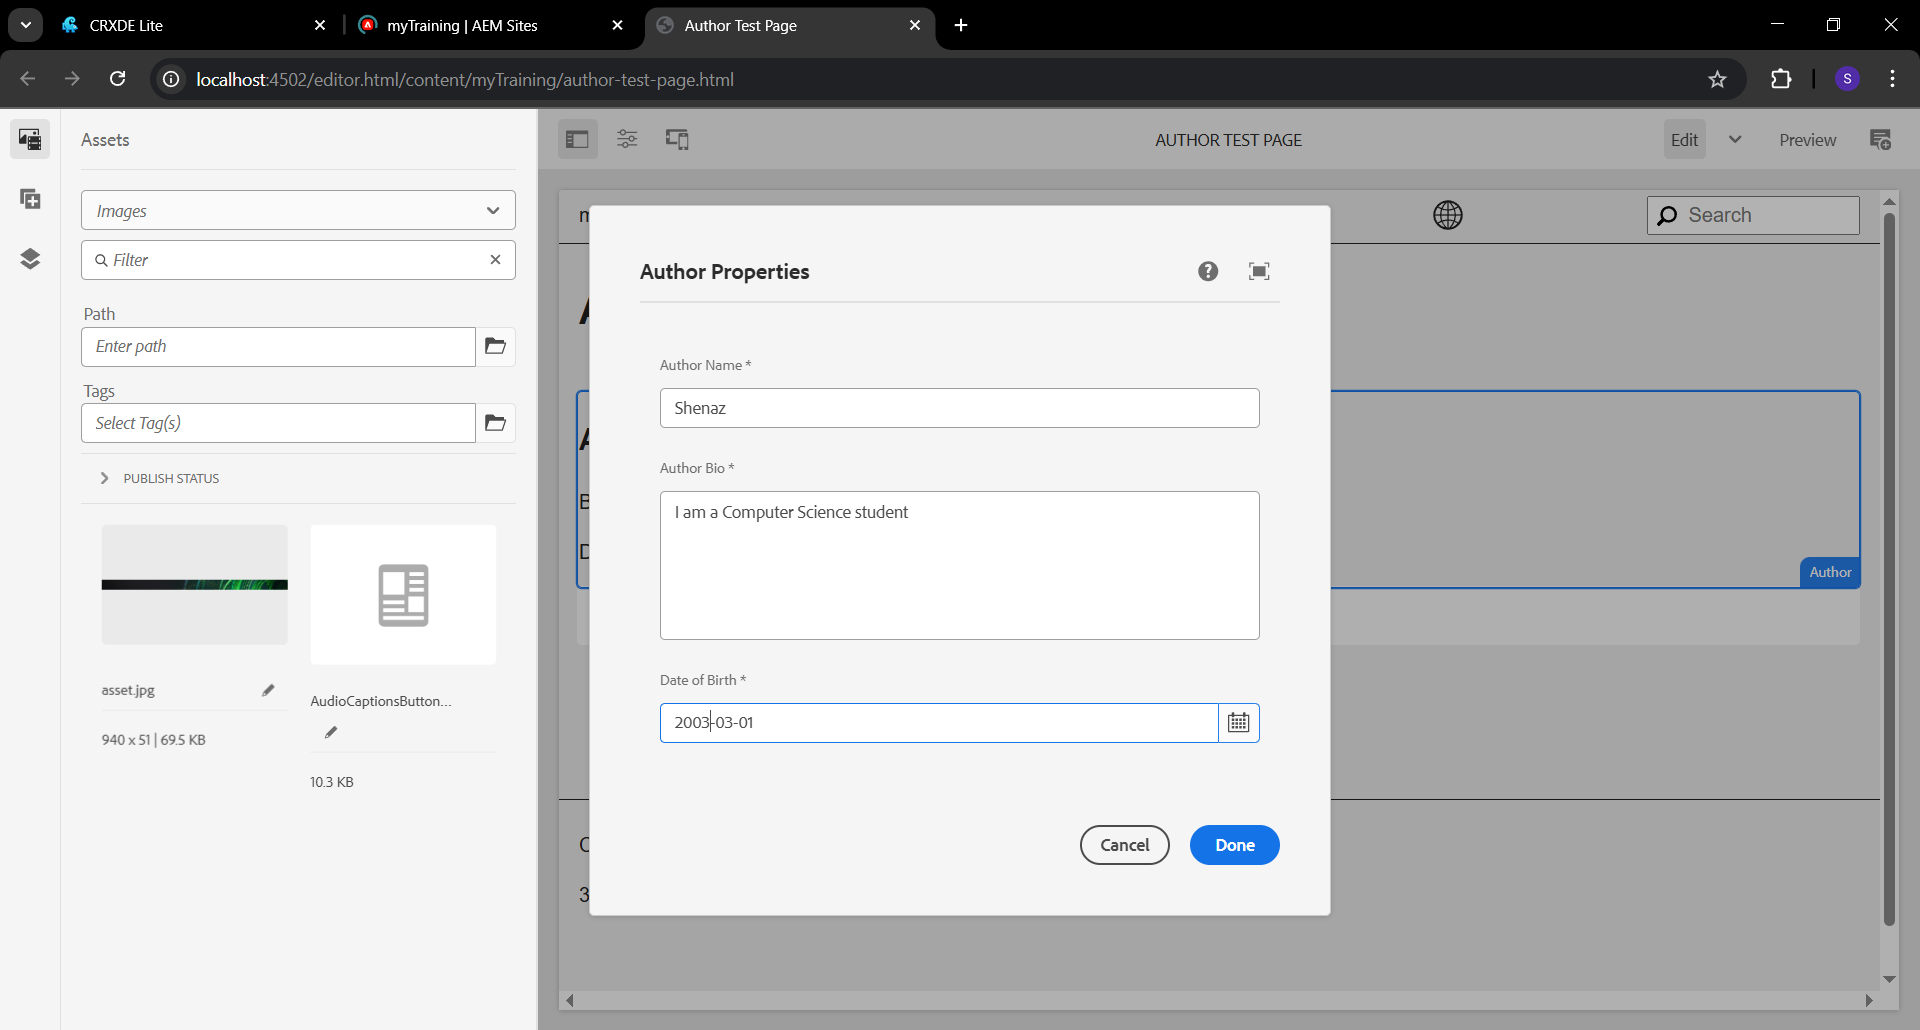 CRXDE Lite
myTraining | AEM Sites
Author Test Page
localhost:4502/editor.html/content/myTraining/author-test-page.html
S
Assets
Images
Filter
Path
Enter path
Tags
Select Tag(s)
PUBLISH STATUS
asset.jpg
940 x 51 | 69.5 KB
AudioCaptionsButton...
10.3 KB
AUTHOR TEST PAGE
Edit
Preview
Search
Author Properties
Author Name *
Shenaz
Author Bio *
I am a Computer Science student
Date of Birth *
2003-03-01
Cancel
Done
Author